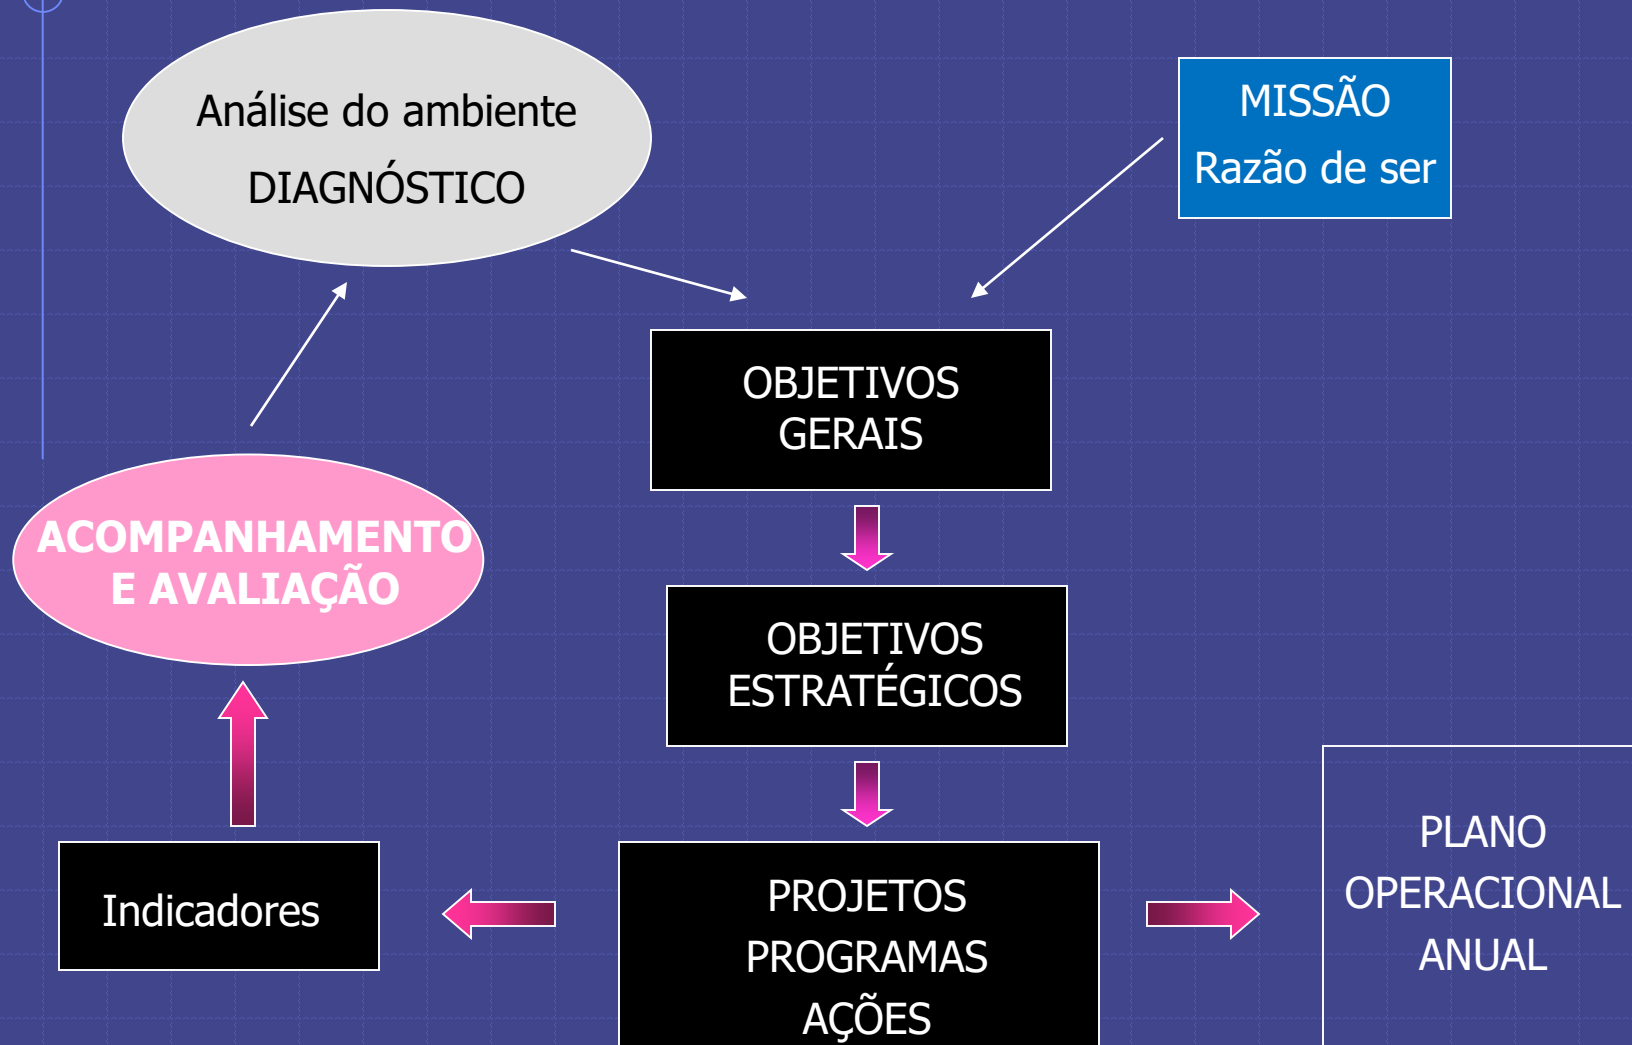 Análise do ambiente
DIAGNÓSTICO
MISSÃO
Razão de ser
OBJETIVOS
GERAIS
ACOMPANHAMENTO
E AVALIAÇÃO
OBJETIVOS
ESTRATÉGICOS
Indicadores
PROJETOS
PROGRAMAS
AÇÕES
PLANO
OPERACIONAL
ANUAL